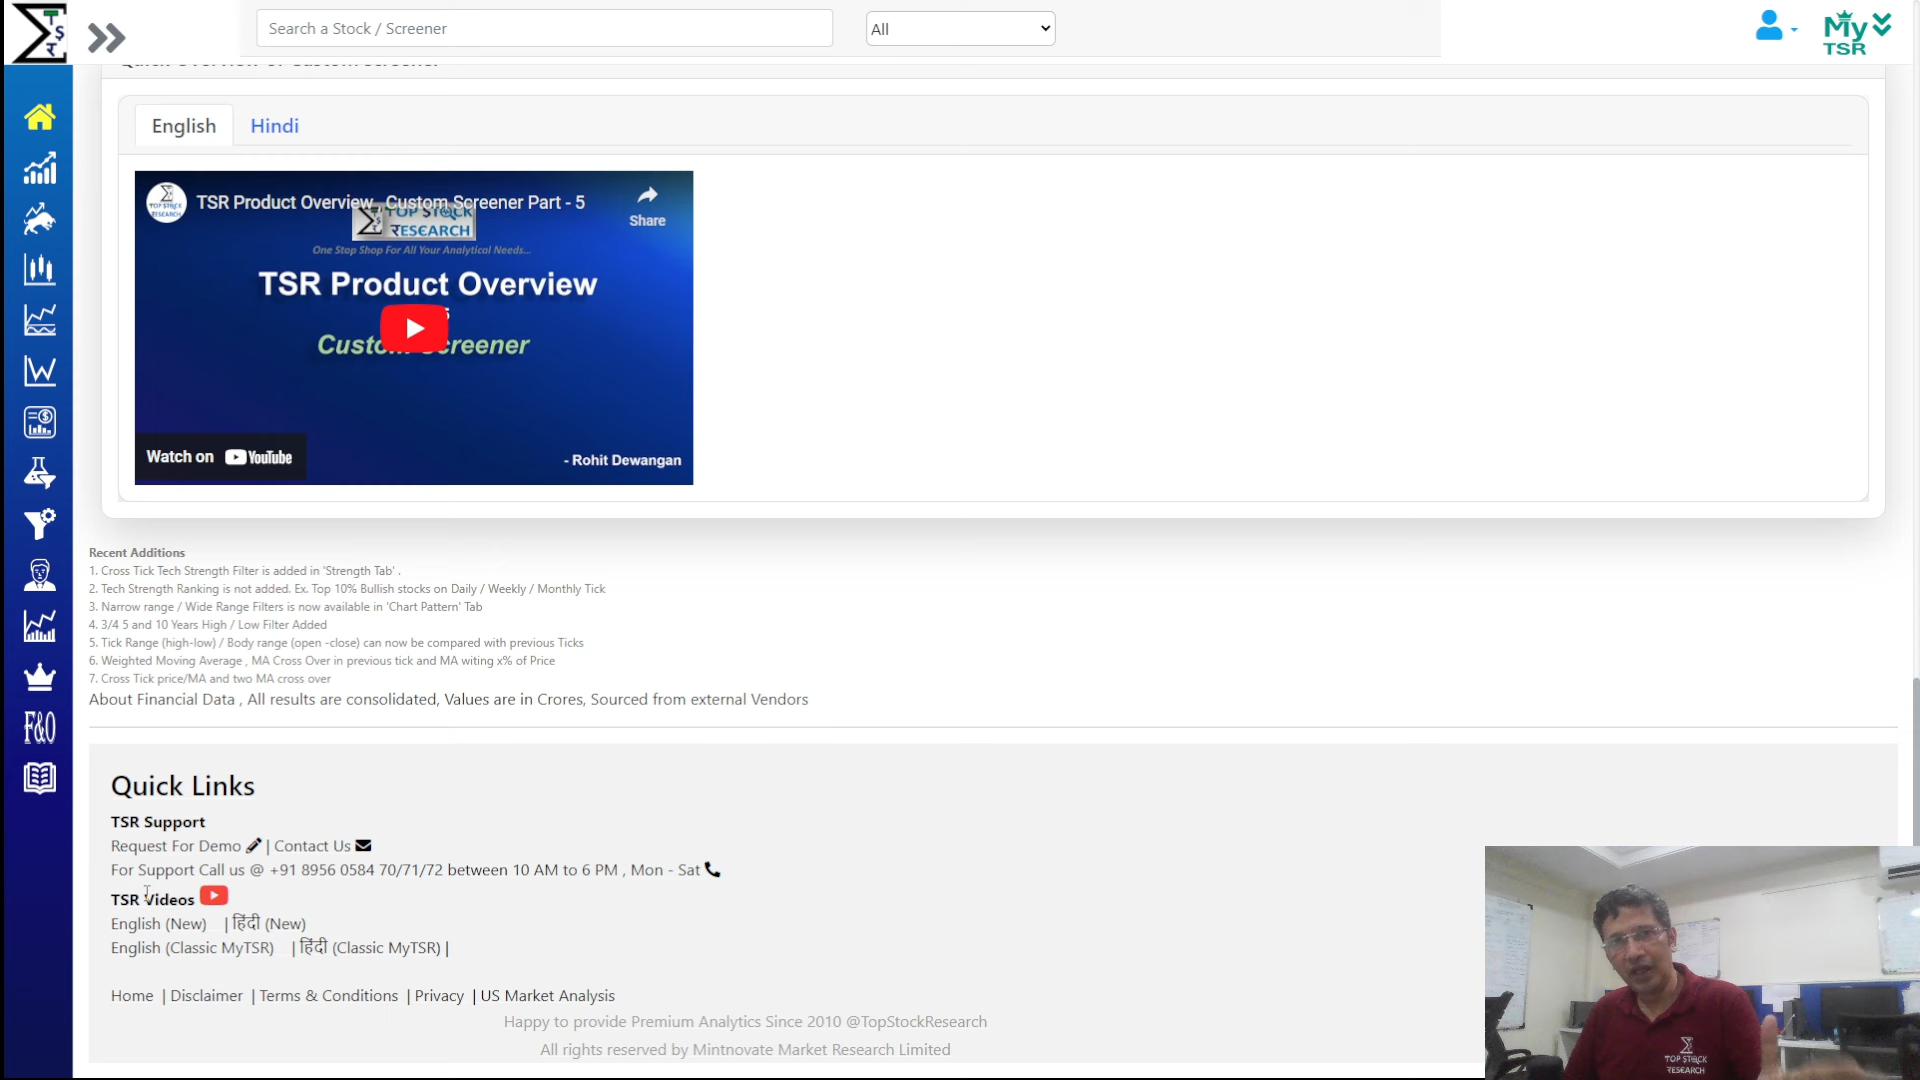 Search a Stock / Screener
All
My
TSR
English
Hindi
TSR Product Overview , Custom Screener Part - 5
Share
TOP STOCK
RESEARCH
One Stop Shop For All Your Analytical Needs...
TSR Product Overview
- Rohit Dewangan
Watch on YouTube
Recent Additions
1. Cross Tick Tech Strength Filter is added in 'Strength Tab' .
2. Tech Strength Ranking is not added. Ex. Top 10% Bullish stocks on Daily / Weekly / Monthly Tick
3. Narrow range / Wide Range Filters is now available in 'Chart Pattern' Tab
4. 3/4 5 and 10 Years High / Low Filter Added
5. Tick Range (high-low) / Body range (open -close) can now be compared with previous Ticks
6. Weighted Moving Average , MA Cross Over in previous tick and MA witing x% of Price
7. Cross Tick price/MA and two MA cross over
About Financial Data , All results are consolidated, Values are in Crores, Sourced from external Vendors
F&O
Quick Links
TSR Support
Request For Demo | Contact Us
For Support Call us @ +91 8956 0584 70/71/72 between 10 AM to 6 PM , Mon - Sat
TSR Videos
English (New) | हिंदी (New)
English (Classic MyTSR) | हिंदी (Classic MyTSR) |
Home | Disclaimer | Terms & Conditions | Privacy | US Market Analysis
Happy to provide Premium Analytics Since 2010 @TopStockResearch
All rights reserved by Mintnovate Market Research Limited
TOP STOCK
RESEARCH